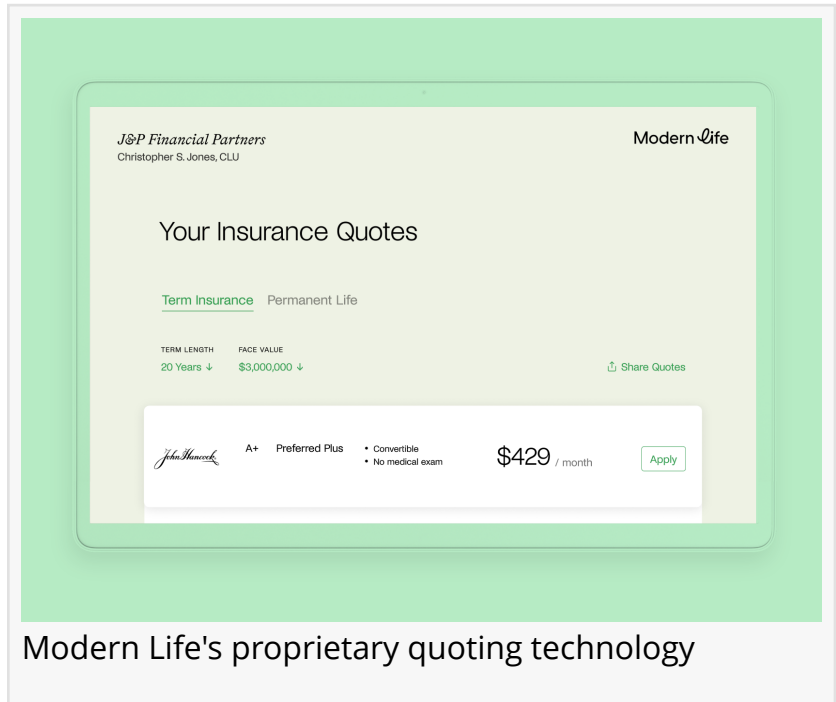 J&P Financial Partners
Christopher S. Jones, CLU
Modern Life
Your Insurance Quotes
Term Insurance Permanent Life
TERM LENGTH FACE VALUE
20 Years ↓ $3,000,000 ↓ Share Quotes
John Hancock. A+ Preferred Plus • Convertible
• No medical exam
$429 / month Apply
Modern Life's proprietary quoting technology